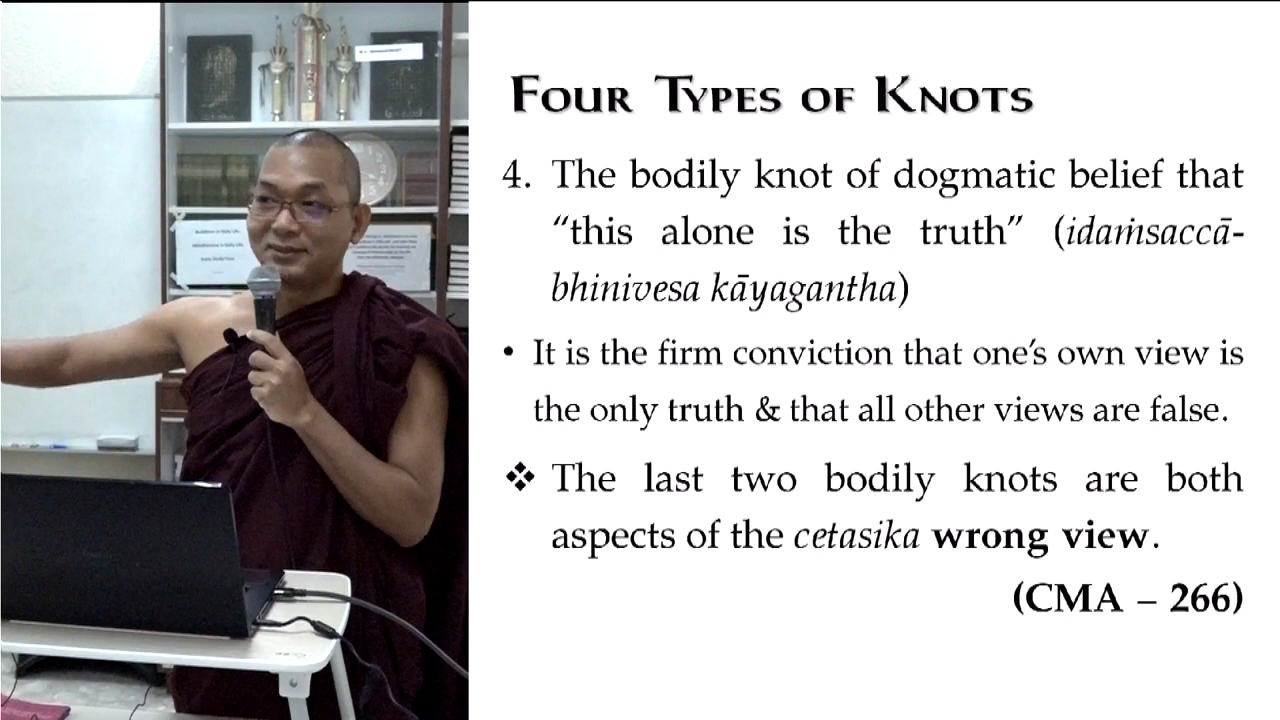 Four Types of Knots
4. The bodily knot of dogmatic belief that
“this alone is the truth” (idaṁsaccā-
bhinivesa kāyagantha)
• It is the firm conviction that one’s own view is
the only truth & that all other views are false.
❖ The last two bodily knots are both
aspects of the cetasika wrong view.
(CMA – 266)